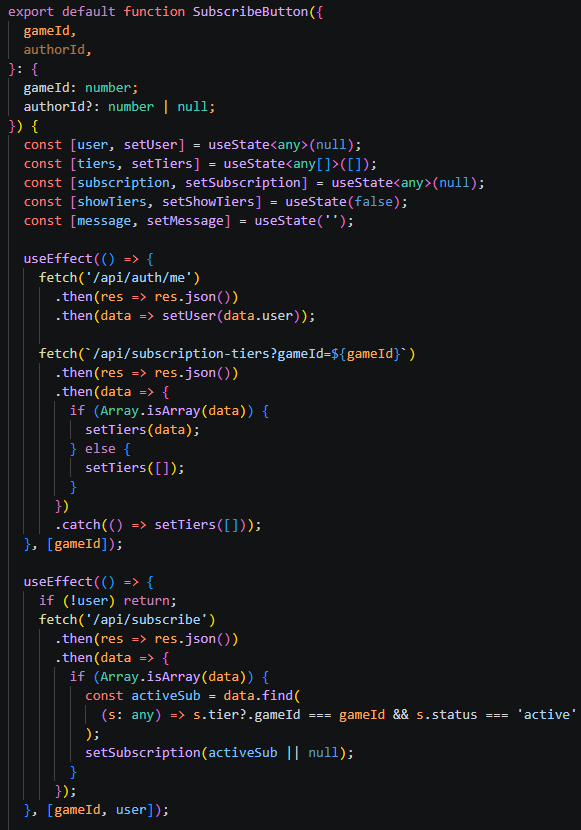 export default function SubscribeButton({
  gameId,
  authorId,
}: {
  gameId: number;
  authorId?: number | null;
}) {
  const [user, setUser] = useState<any>(null);
  const [tiers, setTiers] = useState<any[]>([]);
  const [subscription, setSubscription] = useState<any>(null);
  const [showTiers, setShowTiers] = useState(false);
  const [message, setMessage] = useState('');

  useEffect(() => {
    fetch('/api/auth/me')
      .then(res => res.json())
      .then(data => setUser(data.user));

    fetch(`/api/subscription-tiers?gameId=${gameId}`)
      .then(res => res.json())
      .then(data => {
        if (Array.isArray(data)) {
          setTiers(data);
        } else {
          setTiers([]);
        }
      })
      .catch(() => setTiers([]));
  }, [gameId]);

  useEffect(() => {
    if (!user) return;
    fetch('/api/subscribe')
      .then(res => res.json())
      .then(data => {
        if (Array.isArray(data)) {
          const activeSub = data.find(
            (s: any) => s.tier?.gameId === gameId && s.status === 'active'
          );
          setSubscription(activeSub || null);
        }
      });
  }, [gameId, user]);